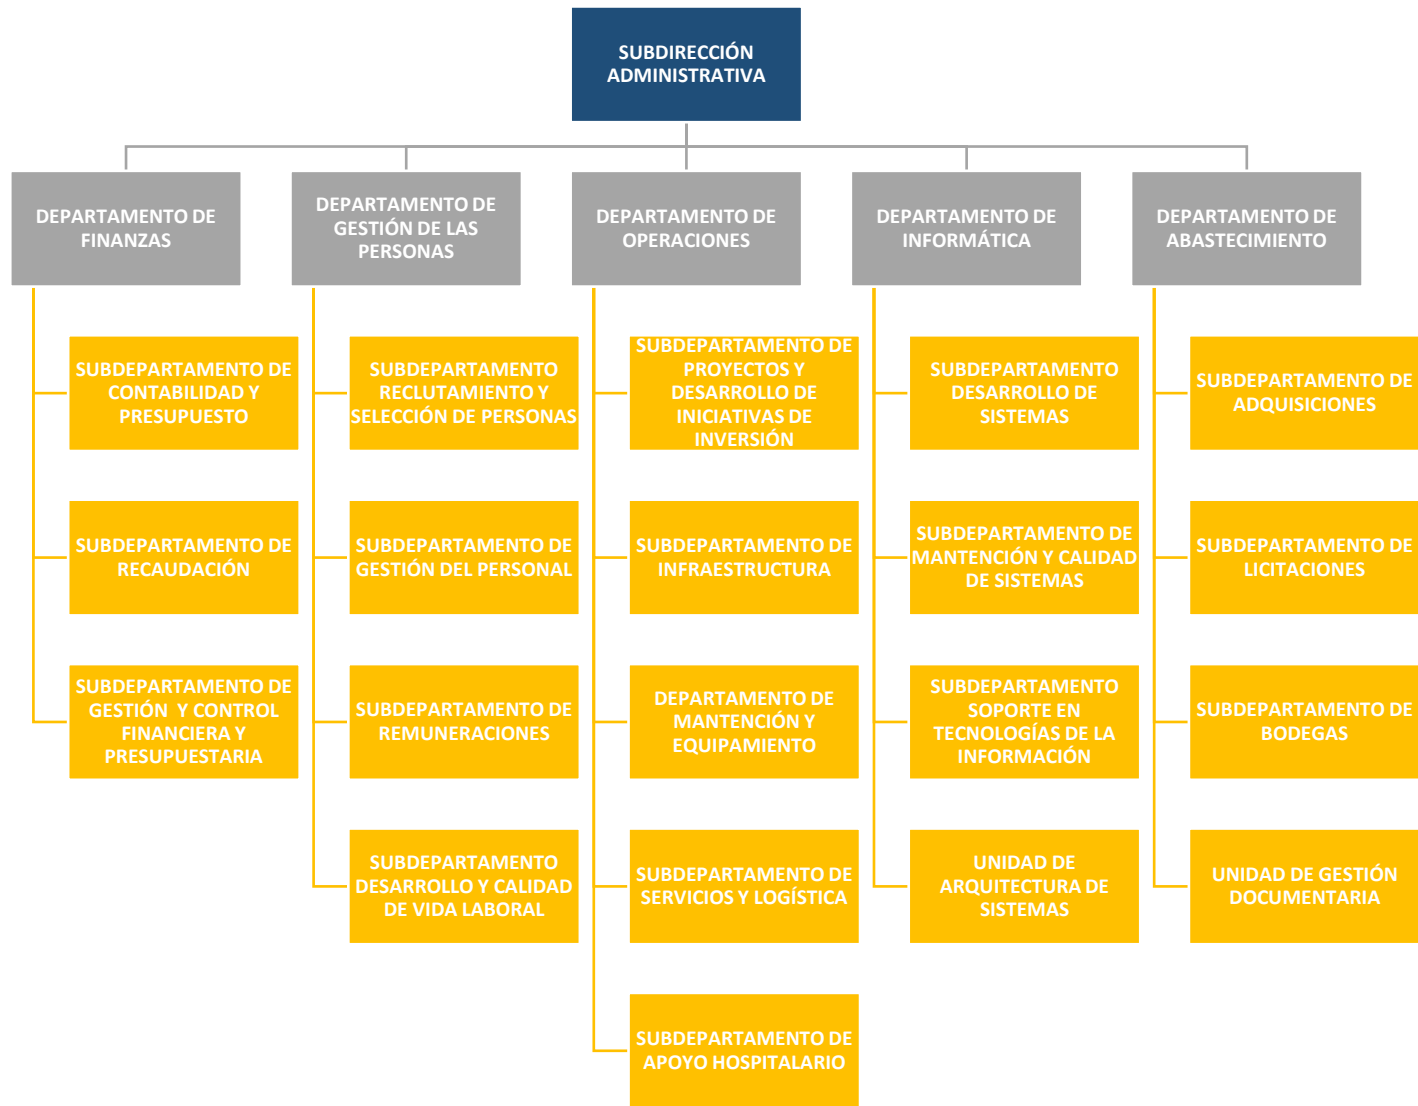 SUBDIRECCIÓN
ADMINISTRATIVA
DEPARTAMENTO DE
FINANZAS
DEPARTAMENTO DE
GESTIÓN DE LAS
PERSONAS
DEPARTAMENTO DE
OPERACIONES
DEPARTAMENTO DE
INFORMÁTICA
DEPARTAMENTO DE
ABASTECIMIENTO
SUBDEPARTAMENTO DE
CONTABILIDAD Y
PRESUPUESTO
SUBDEPARTAMENTO
RECLUTAMIENTO Y
SELECCIÓN DE PERSONAS
SUBDEPARTAMENTO DE
PROYECTOS Y
DESARROLLO DE
INICIATIVAS DE
INVERSIÓN
SUBDEPARTAMENTO
DESARROLLO DE
SISTEMAS
SUBDEPARTAMENTO DE
ADQUISICIONES
SUBDEPARTAMENTO DE
RECAUDACIÓN
SUBDEPARTAMENTO DE
GESTIÓN DEL PERSONAL
SUBDEPARTAMENTO DE
INFRAESTRUCTURA
SUBDEPARTAMENTO DE
MANTENCIÓN Y CALIDAD
DE SISTEMAS
SUBDEPARTAMENTO DE
LICITACIONES
SUBDEPARTAMENTO DE
GESTIÓN Y CONTROL
FINANCIERA Y
PRESUPUESTARIA
SUBDEPARTAMENTO DE
REMUNERACIONES
DEPARTAMENTO DE
MANTENCIÓN Y
EQUIPAMIENTO
SUBDEPARTAMENTO
SOPORTE EN
TECNOLOGÍAS DE LA
INFORMACIÓN
SUBDEPARTAMENTO DE
BODEGAS
SUBDEPARTAMENTO
DESARROLLO Y CALIDAD
DE VIDA LABORAL
SUBDEPARTAMENTO DE
SERVICIOS Y LOGÍSTICA
UNIDAD DE
ARQUITECTURA DE
SISTEMAS
UNIDAD DE GESTIÓN
DOCUMENTARIA
SUBDEPARTAMENTO DE
APOYO HOSPITALARIO